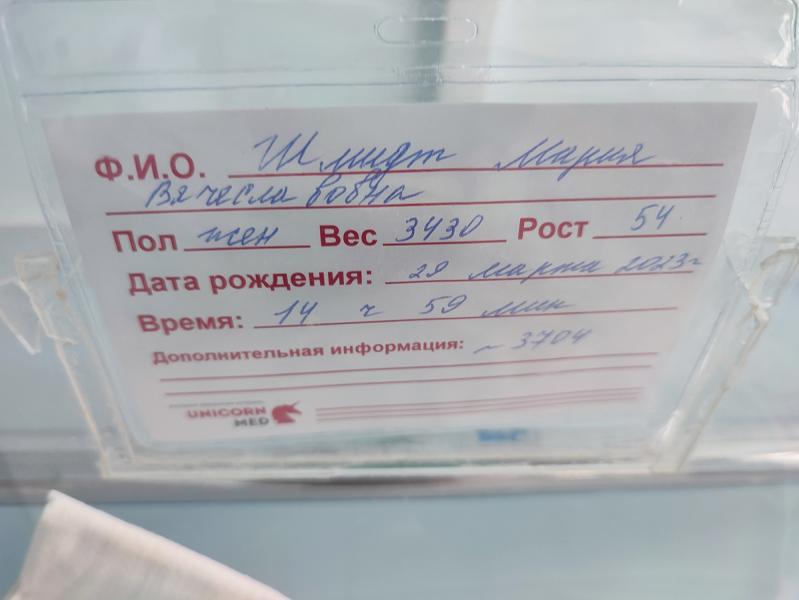 Ф.И.О. Шмидт Мария
Вячеславовна
Пол жен Вес 3430 Рост 54
Дата рождения: 29 марта 2023 г
Время: 14 ч 59 мин
Дополнительная информация: ~ 3704
UNICORN
MED